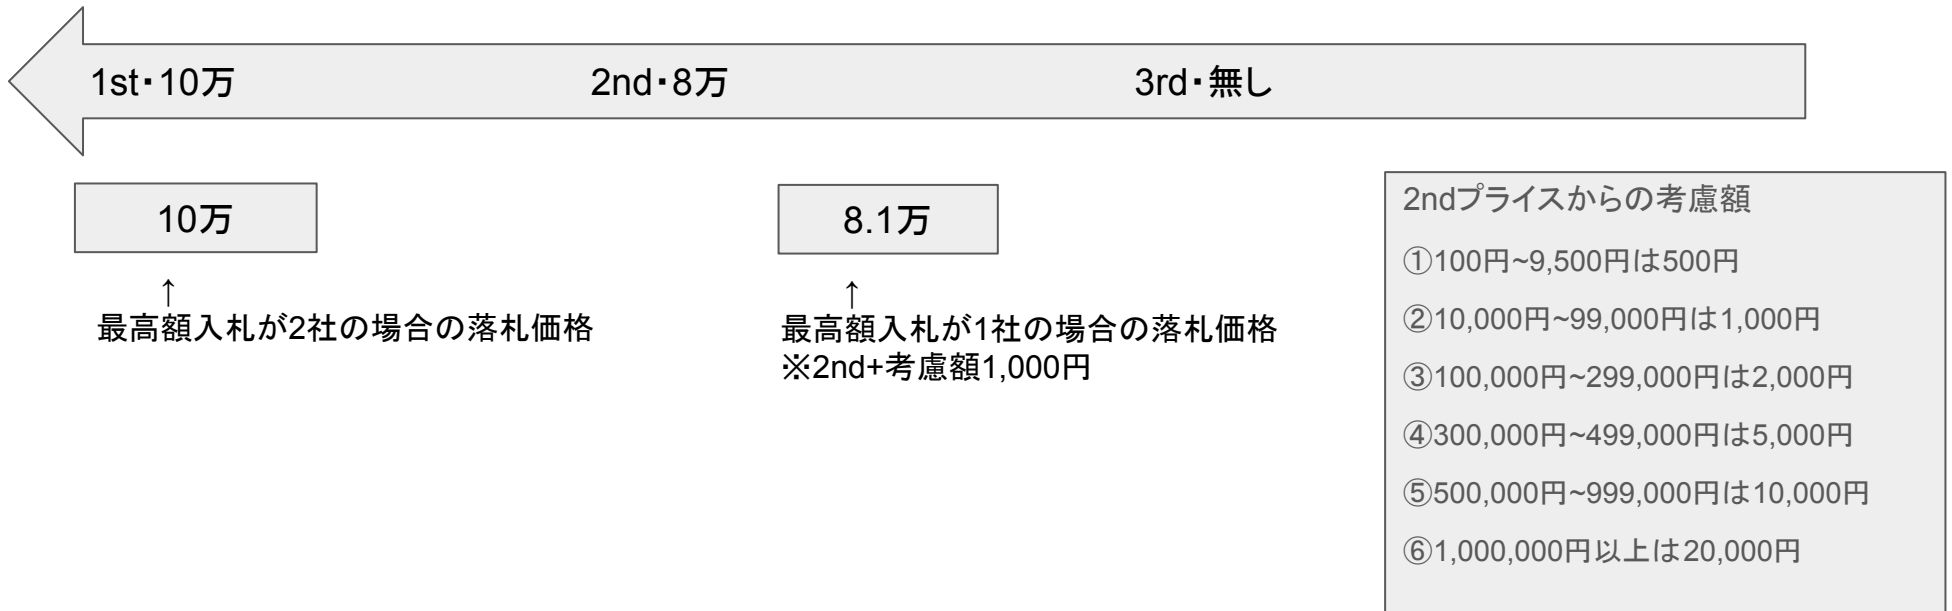 1st・10万 2nd・8万 3rd・無し
10万
↑
最高額入札が2社の場合の落札価格
8.1万
↑
最高額入札が1社の場合の落札価格
※2nd+考慮額1,000円
2ndプライスからの考慮額
①100円~9,500円は500円
②10,000円~99,000円は1,000円
③100,000円~299,000円は2,000円
④300,000円~499,000円は5,000円
⑤500,000円~999,000円は10,000円
⑥1,000,000円以上は20,000円